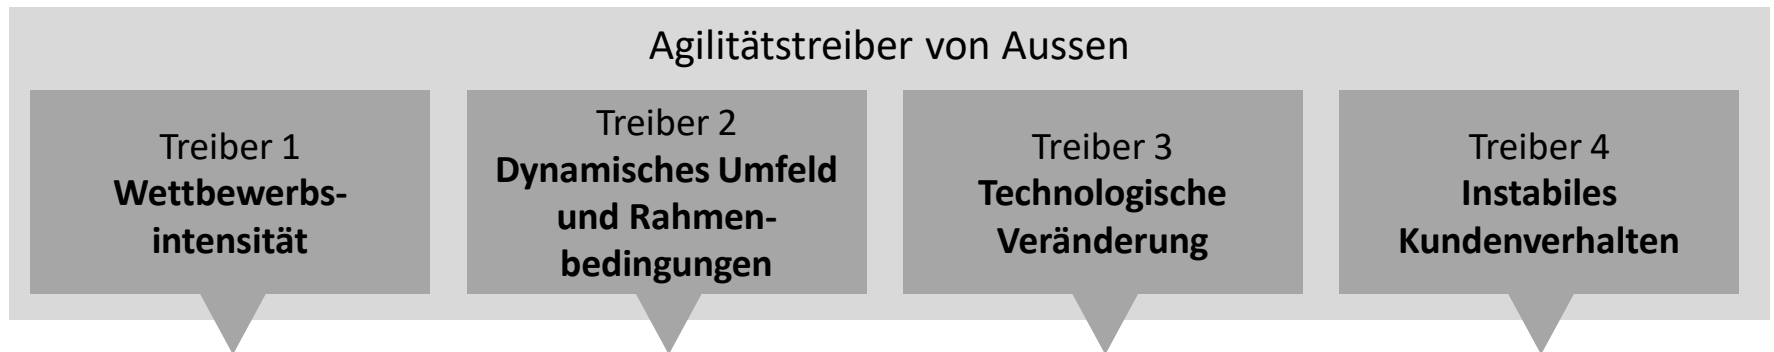 Agilitätstreiber von Aussen
Treiber 1
Wettbewerbs-
intensität
Treiber 2
Dynamisches Umfeld
und Rahmen-
bedingungen
Treiber 3
Technologische
Veränderung
Treiber 4
Instabiles
Kundenverhalten